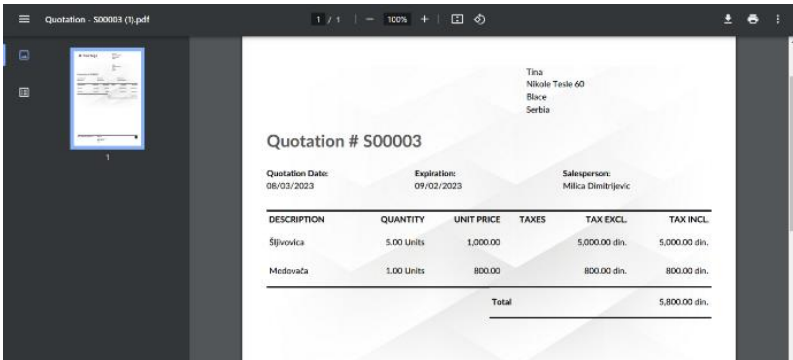 Quotation - S00003 (1).pdf
1 / 1
100%
1
Tina
Nikole Tesle 60
Blace
Serbia
Quotation # S00003
Quotation Date: Expiration: Salesperson:
08/03/2023 09/02/2023 Milica Dimitrijevic
DESCRIPTION QUANTITY UNIT PRICE TAXES TAX EXCL. TAX INCL.
Šljivovica 5.00 Units 1,000.00 5,000.00 din. 5,000.00 din.
Medovača 1.00 Units 800.00 800.00 din. 800.00 din.
Total 5,800.00 din.